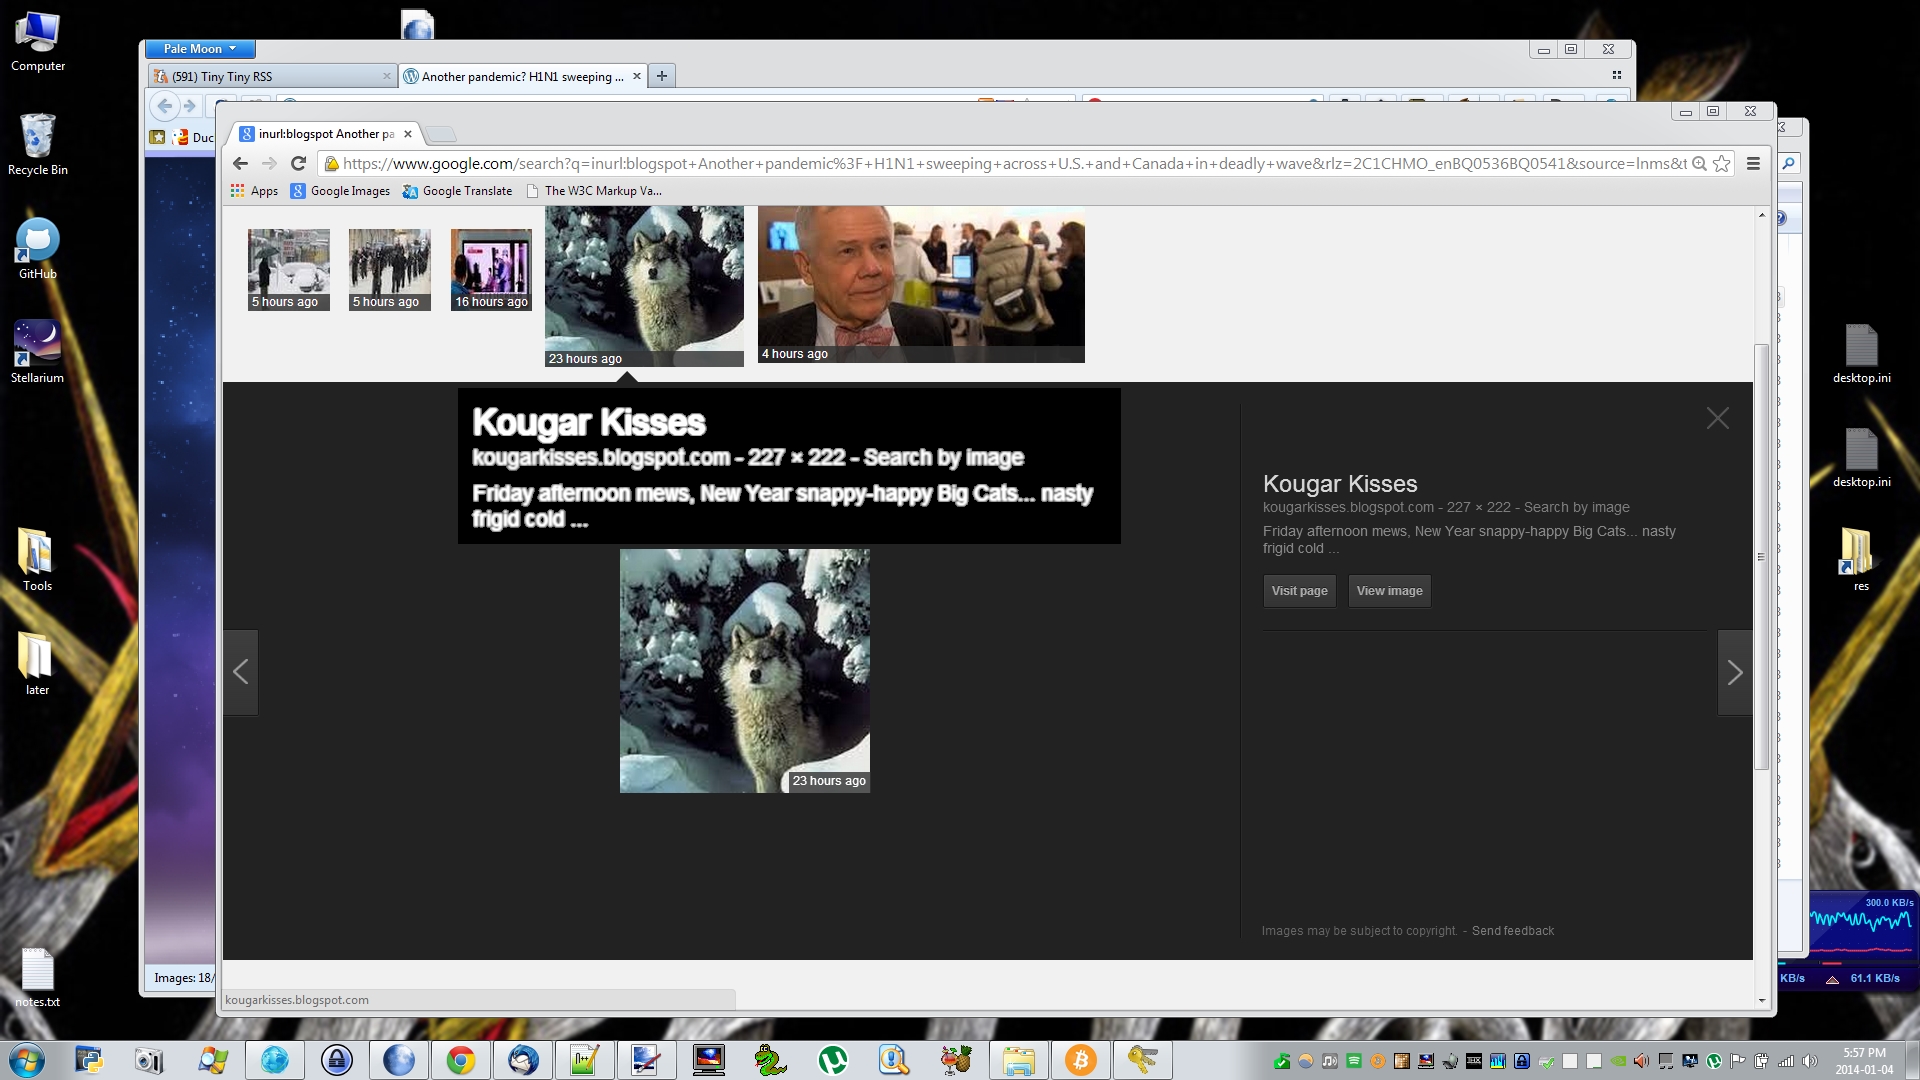 Computer
Recycle Bin
GitHub
Stellarium
Tools
later
notes.txt
desktop.ini
desktop.ini
res
Pale Moon
(591) Tiny Tiny RSS
Another pandemic? H1N1 sweeping ...
Duc
Images: 18/
inurl:blogspot Another pa
https://www.google.com/search?q=inurl:blogspot+Another+pandemic%3F+H1N1+sweeping+across+U.S.+and+Canada+in+deadly+wave&rlz=2C1CHMO_enBQ0536BQ0541&source=lnms&t
Apps
Google Images
Google Translate
The W3C Markup Va...
5 hours ago
5 hours ago
16 hours ago
23 hours ago
4 hours ago
Kougar Kisses
kougarkisses.blogspot.com - 227 × 222 - Search by image
Friday afternoon mews, New Year snappy-happy Big Cats... nasty
frigid cold ...
23 hours ago
Kougar Kisses
kougarkisses.blogspot.com - 227 × 222 - Search by image
Friday afternoon mews, New Year snappy-happy Big Cats... nasty
frigid cold ...
Visit page
View image
Images may be subject to copyright. - Send feedback
kougarkisses.blogspot.com
300.0 KB/s
KB/s
61.1 KB/s
5:57 PM
2014-01-04